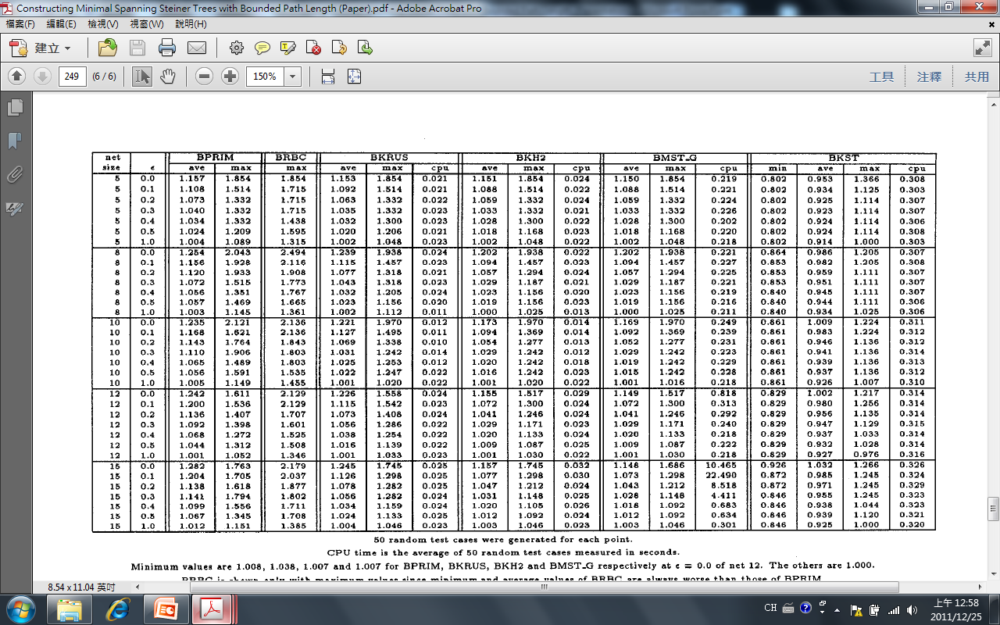 Constructing Minimal Spanning Steiner Trees with Bounded Path Length (Paper).pdf - Adobe Acrobat Pro
檔案(F) 編輯(E) 檢視(V) 視窗(W) 說明(H)
建立
249 (6 / 6) 150% 工具 注釋 共用
net BPRIM BRBC BKRUS BKH2 BMST_G BKST
size ϵ ave max max ave max cpu ave max cpu ave max cpu min ave max cpu
5 0.0 1.157 1.854 1.854 1.153 1.854 0.021 1.151 1.854 0.024 1.150 1.854 0.219 0.802 0.953 1.366 0.308
5 0.1 1.108 1.514 1.715 1.092 1.514 0.021 1.088 1.514 0.022 1.088 1.514 0.221 0.802 0.934 1.125 0.303
5 0.2 1.073 1.332 1.715 1.063 1.332 0.022 1.059 1.332 0.024 1.059 1.332 0.224 0.802 0.925 1.114 0.307
5 0.3 1.040 1.332 1.715 1.035 1.332 0.023 1.033 1.332 0.021 1.033 1.332 0.226 0.802 0.923 1.114 0.307
5 0.4 1.034 1.332 1.438 1.032 1.300 0.023 1.028 1.300 0.022 1.028 1.300 0.202 0.802 0.924 1.114 0.306
5 0.5 1.024 1.209 1.595 1.020 1.206 0.021 1.018 1.168 0.023 1.018 1.168 0.220 0.802 0.924 1.114 0.308
5 1.0 1.004 1.089 1.315 1.002 1.048 0.023 1.002 1.048 0.022 1.002 1.048 0.218 0.802 0.914 1.000 0.303
8 0.0 1.254 2.043 2.494 1.239 1.938 0.024 1.202 1.938 0.022 1.202 1.938 0.221 0.864 0.986 1.205 0.307
8 0.1 1.156 1.928 2.116 1.115 1.457 0.023 1.094 1.457 0.023 1.094 1.457 0.227 0.853 0.982 1.205 0.308
8 0.2 1.120 1.933 1.908 1.077 1.318 0.021 1.057 1.294 0.024 1.057 1.294 0.225 0.853 0.959 1.111 0.307
8 0.3 1.072 1.515 1.773 1.043 1.318 0.023 1.029 1.187 0.021 1.029 1.187 0.221 0.853 0.951 1.111 0.307
8 0.4 1.056 1.351 1.767 1.032 1.205 0.024 1.023 1.156 0.020 1.023 1.156 0.219 0.840 0.945 1.111 0.307
8 0.5 1.057 1.469 1.665 1.023 1.156 0.020 1.019 1.156 0.023 1.019 1.156 0.216 0.840 0.944 1.111 0.306
8 1.0 1.003 1.145 1.361 1.002 1.112 0.011 1.000 1.025 0.013 1.000 1.025 0.211 0.840 0.934 1.025 0.306
10 0.0 1.235 2.121 2.136 1.221 1.970 0.012 1.173 1.970 0.014 1.169 1.970 0.249 0.861 1.009 1.224 0.311
10 0.1 1.168 1.621 2.136 1.127 1.495 0.011 1.094 1.369 0.014 1.092 1.369 0.239 0.861 0.983 1.224 0.312
10 0.2 1.143 1.764 1.843 1.069 1.338 0.010 1.054 1.277 0.013 1.052 1.277 0.231 0.861 0.946 1.136 0.312
10 0.3 1.110 1.906 1.803 1.031 1.242 0.014 1.029 1.242 0.012 1.029 1.242 0.223 0.861 0.941 1.136 0.313
10 0.4 1.065 1.489 1.803 1.025 1.253 0.012 1.020 1.242 0.018 1.019 1.242 0.229 0.861 0.939 1.136 0.313
10 0.5 1.056 1.591 1.535 1.022 1.247 0.022 1.016 1.242 0.023 1.015 1.242 0.228 0.861 0.937 1.136 0.312
10 1.0 1.005 1.149 1.455 1.001 1.020 0.022 1.001 1.020 0.022 1.001 1.016 0.218 0.861 0.926 1.007 0.310
12 0.0 1.242 1.611 2.129 1.226 1.558 0.024 1.155 1.517 0.029 1.149 1.517 0.818 0.829 1.002 1.217 0.314
12 0.1 1.200 1.536 2.129 1.115 1.542 0.023 1.072 1.300 0.024 1.072 1.300 0.313 0.829 0.980 1.256 0.314
12 0.2 1.136 1.407 1.707 1.073 1.408 0.024 1.041 1.246 0.024 1.041 1.246 0.292 0.829 0.956 1.135 0.314
12 0.3 1.092 1.398 1.601 1.056 1.286 0.022 1.029 1.171 0.023 1.029 1.171 0.240 0.829 0.947 1.129 0.315
12 0.4 1.068 1.272 1.525 1.038 1.254 0.022 1.020 1.133 0.024 1.020 1.133 0.218 0.829 0.937 1.033 0.314
12 0.5 1.044 1.312 1.508 1.016 1.139 0.022 1.009 1.087 0.025 1.009 1.087 0.222 0.829 0.932 1.028 0.314
12 1.0 1.001 1.052 1.346 1.001 1.033 0.023 1.001 1.030 0.022 1.001 1.030 0.218 0.829 0.927 0.976 0.316
15 0.0 1.282 1.763 2.179 1.245 1.745 0.025 1.157 1.745 0.032 1.148 1.686 10.465 0.926 1.032 1.266 0.326
15 0.1 1.204 1.705 2.037 1.126 1.298 0.025 1.077 1.298 0.030 1.073 1.298 22.490 0.872 0.985 1.245 0.324
15 0.2 1.138 1.618 1.877 1.078 1.282 0.025 1.047 1.212 0.024 1.043 1.212 8.518 0.872 0.971 1.245 0.329
15 0.3 1.141 1.794 1.802 1.056 1.282 0.024 1.031 1.148 0.025 1.028 1.148 4.411 0.846 0.955 1.245 0.323
15 0.4 1.099 1.556 1.711 1.034 1.159 0.024 1.020 1.105 0.026 1.018 1.092 0.683 0.846 0.938 1.044 0.323
15 0.5 1.067 1.345 1.708 1.024 1.133 0.025 1.012 1.092 0.024 1.012 1.092 0.634 0.846 0.939 1.120 0.321
15 1.0 1.012 1.151 1.385 1.004 1.046 0.023 1.003 1.046 0.023 1.003 1.046 0.301 0.846 0.925 1.000 0.320
50 random test cases were generated for each point.
CPU time is the average of 50 random test cases measured in seconds.
Minimum values are 1.008, 1.038, 1.007 and 1.007 for BPRIM, BKRUS, BKH2 and BMST_G respectively at ϵ = 0.0 of net 12. The others are 1.000.
BRBC is shown only with maximum values since minimum and average values of BRBC are always worse than those of BPRIM
8.54 x 11.04 英吋
CH 上午 12:58
2011/12/25